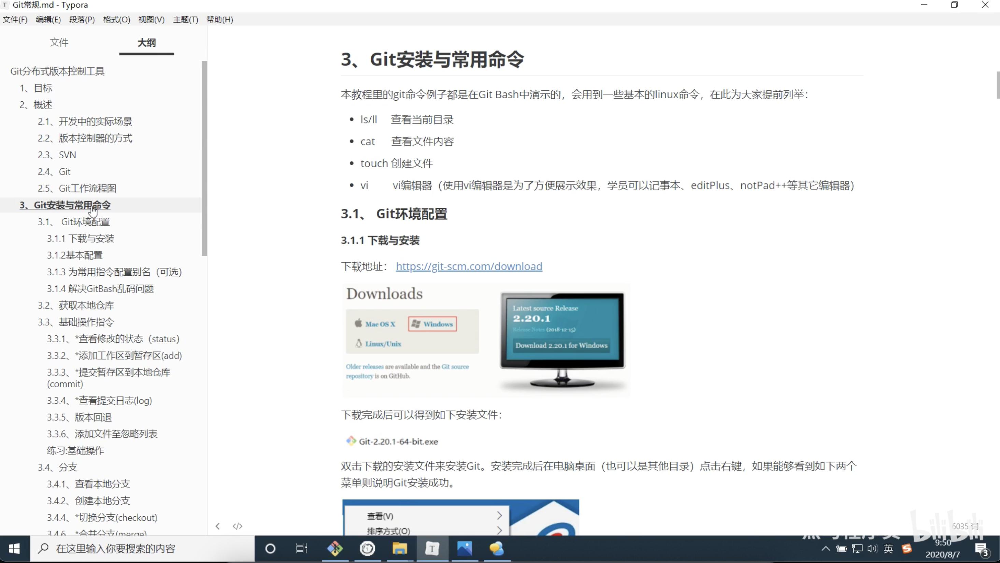 Git常规.md - Typora
文件(F) 编辑(E) 段落(P) 格式(O) 视图(V) 主题(T) 帮助(H)
文件 大纲
Git分布式版本控制工具
1、目标
2、概述
2.1、开发中的实际场景
2.2、版本控制器的方式
2.3、SVN
2.4、Git
2.5、Git工作流程图
3、Git安装与常用命令
3.1、 Git环境配置
3.1.1 下载与安装
3.1.2基本配置
3.1.3 为常用指令配置别名（可选）
3.1.4 解决GitBash乱码问题
3.2、获取本地仓库
3.3、基础操作指令
3.3.1、*查看修改的状态（status）
3.3.2、*添加工作区到暂存区(add)
3.3.3、*提交暂存区到本地仓库
(commit)
3.3.4、*查看提交日志(log)
3.3.5、版本回退
3.3.6、添加文件至忽略列表
练习:基础操作
3.4、分支
3.4.1、查看本地分支
3.4.2、创建本地分支
3.4.4、*切换分支(checkout)
3.4.6、*合并分支(merge)
3、Git安装与常用命令
本教程里的git命令例子都是在Git Bash中演示的，会用到一些基本的linux命令，在此为大家提前列举：
ls/ll 查看当前目录
cat 查看文件内容
touch 创建文件
vi vi编辑器（使用vi编辑器是为了方便展示效果，学员可以记事本、editPlus、notPad++等其它编辑器）
3.1、 Git环境配置
3.1.1 下载与安装
下载地址： https://git-scm.com/download
Downloads
Mac OS X Windows
Linux/Unix
Older releases are available and the Git source
repository is on GitHub.
Latest source Release
2.20.1
Release Notes (2018-12-15)
Download 2.20.1 for Windows
下载完成后可以得到如下安装文件：
Git-2.20.1-64-bit.exe
双击下载的安装文件来安装Git。安装完成后在电脑桌面（也可以是其他目录）点击右键，如果能够看到如下两个
菜单则说明Git安装成功。
查看(V)
排序方式(O)
6035 词
bilibili
在这里输入你要搜索的内容
英
9:50
2020/8/7
3